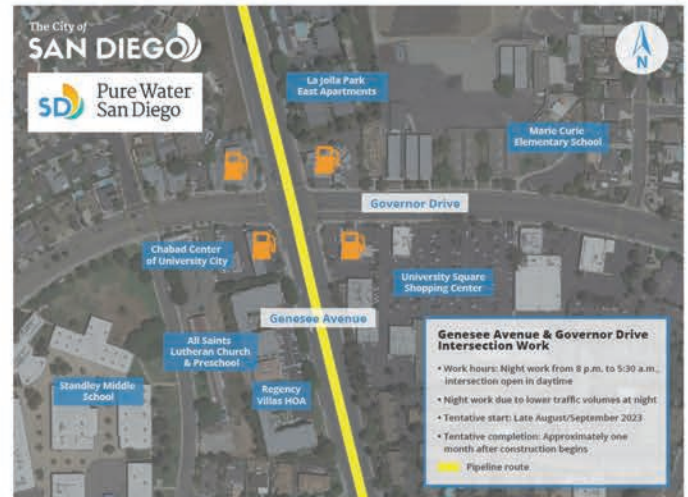 The City of
SAN DIEGO
SD
Pure Water
San Diego
N
La Jolla Park
East Apartments
Marie Curie
Elementary School
Governor Drive
Chabad Center
of University City
University Square
Shopping Center
Genesee Avenue
All Saints
Lutheran Church
& Preschool
Standley Middle
School
Regency
Villas HOA
Genesee Avenue & Governor Drive
Intersection Work
• Work hours: Night work from 8 p.m. to 5:30 a.m.,
intersection open in daytime
• Night work due to lower traffic volumes at night
• Tentative start: Late August/September 2023
• Tentative completion: Approximately one
month after construction begins
Pipeline route